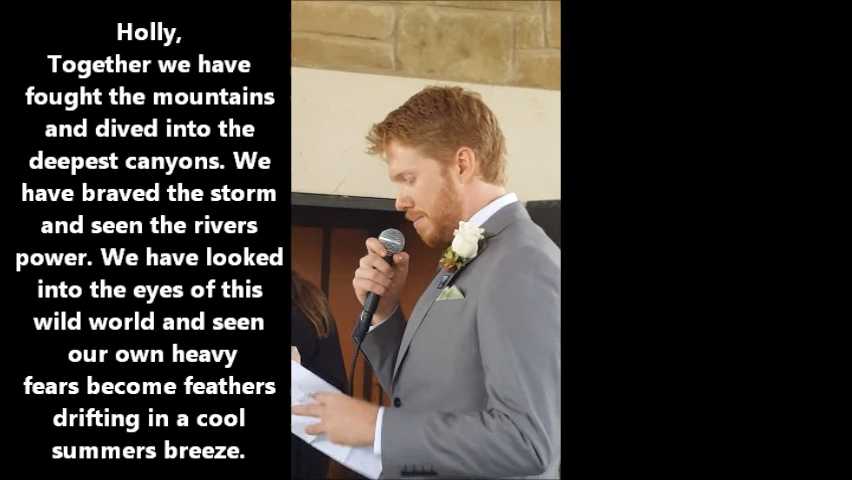 Holly,
Together we have
fought the mountains
and dived into the
deepest canyons. We
have braved the storm
and seen the rivers
power. We have looked
into the eyes of this
wild world and seen
our own heavy
fears become feathers
drifting in a cool
summers breeze.